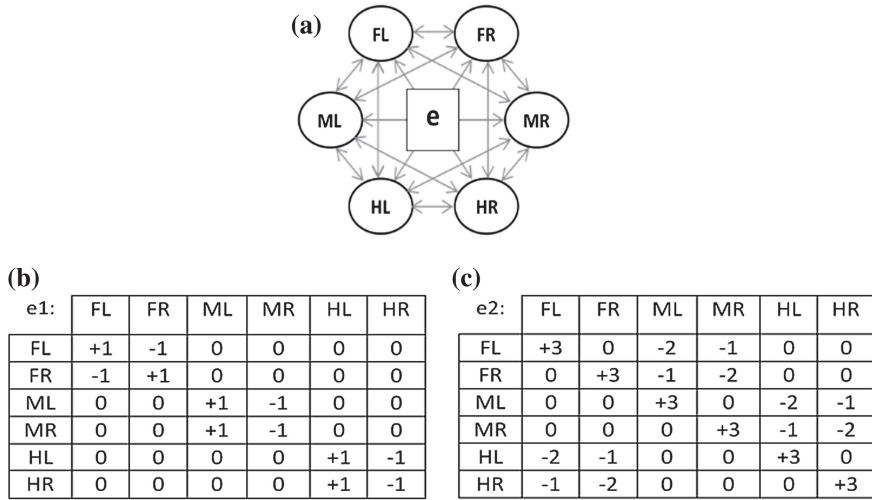 (a)
FL FR
ML e MR
HL HR
(b) (c)
e1: FL FR ML MR HL HR
FL +1 -1 0 0 0 0
FR -1 +1 0 0 0 0
ML 0 0 +1 -1 0 0
MR 0 0 +1 -1 0 0
HL 0 0 0 0 +1 -1
HR 0 0 0 0 +1 -1
e2: FL FR ML MR HL HR
FL +3 0 -2 -1 0 0
FR 0 +3 -1 -2 0 0
ML 0 0 +3 0 -2 -1
MR 0 0 0 +3 -1 -2
HL -2 -1 0 0 +3 0
HR -1 -2 0 0 0 +3